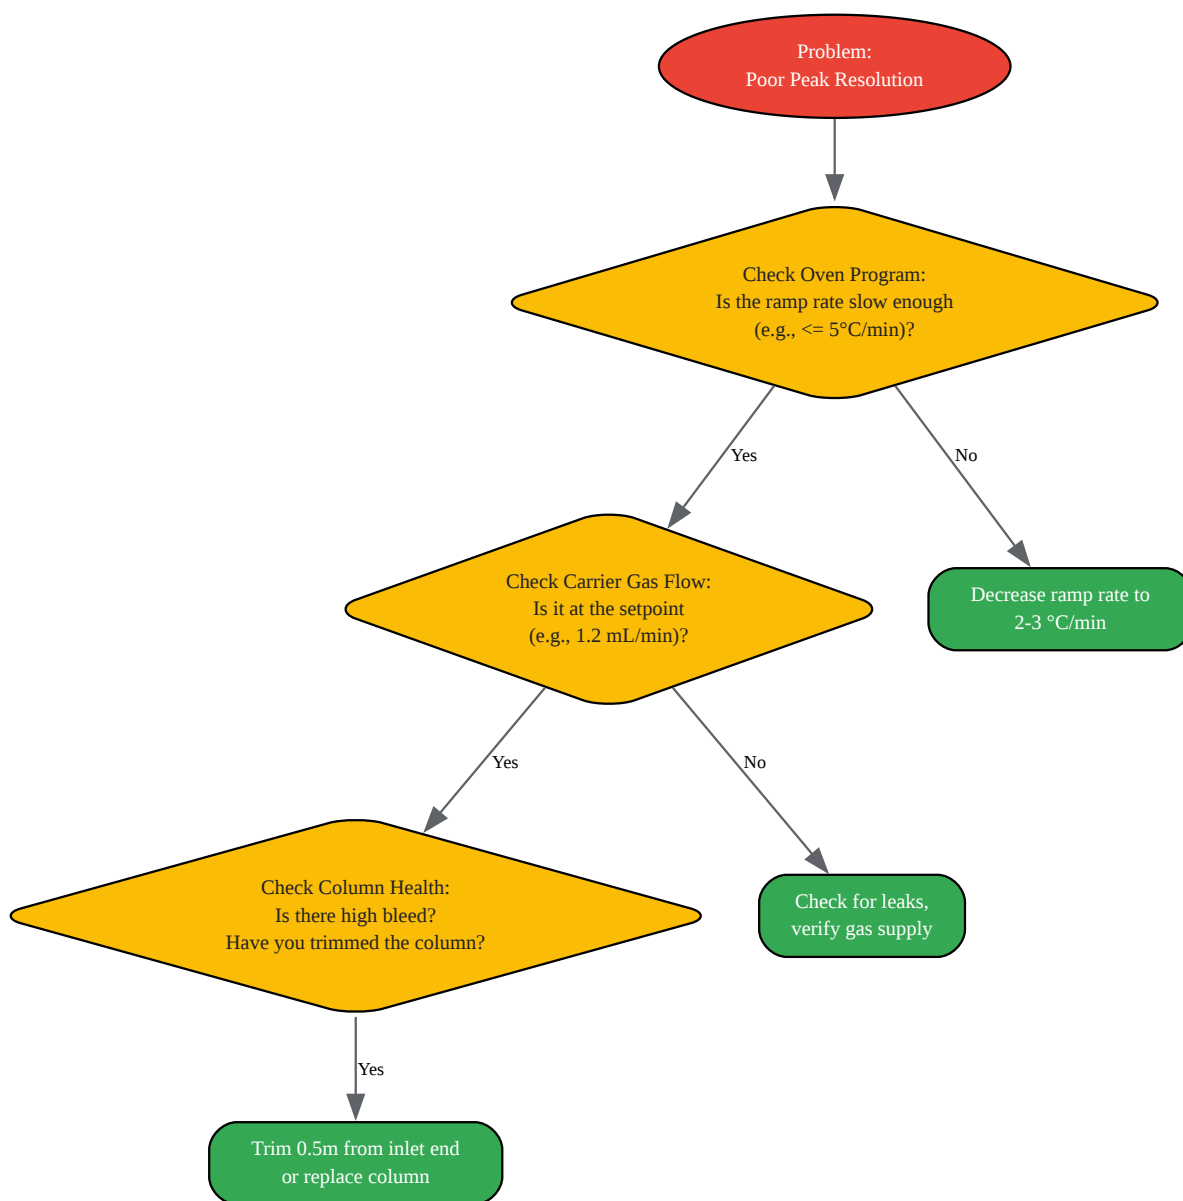 Problem:
Poor Peak Resolution
Check Oven Program:
Is the ramp rate slow enough
(e.g., <= 5°C/min)?
Yes
No
Check Carrier Gas Flow:
Is it at the setpoint
(e.g., 1.2 mL/min)?
Decrease ramp rate to
2-3 °C/min
Yes
No
Check Column Health:
Is there high bleed?
Have you trimmed the column?
Check for leaks,
verify gas supply
Yes
Trim 0.5m from inlet end
or replace column